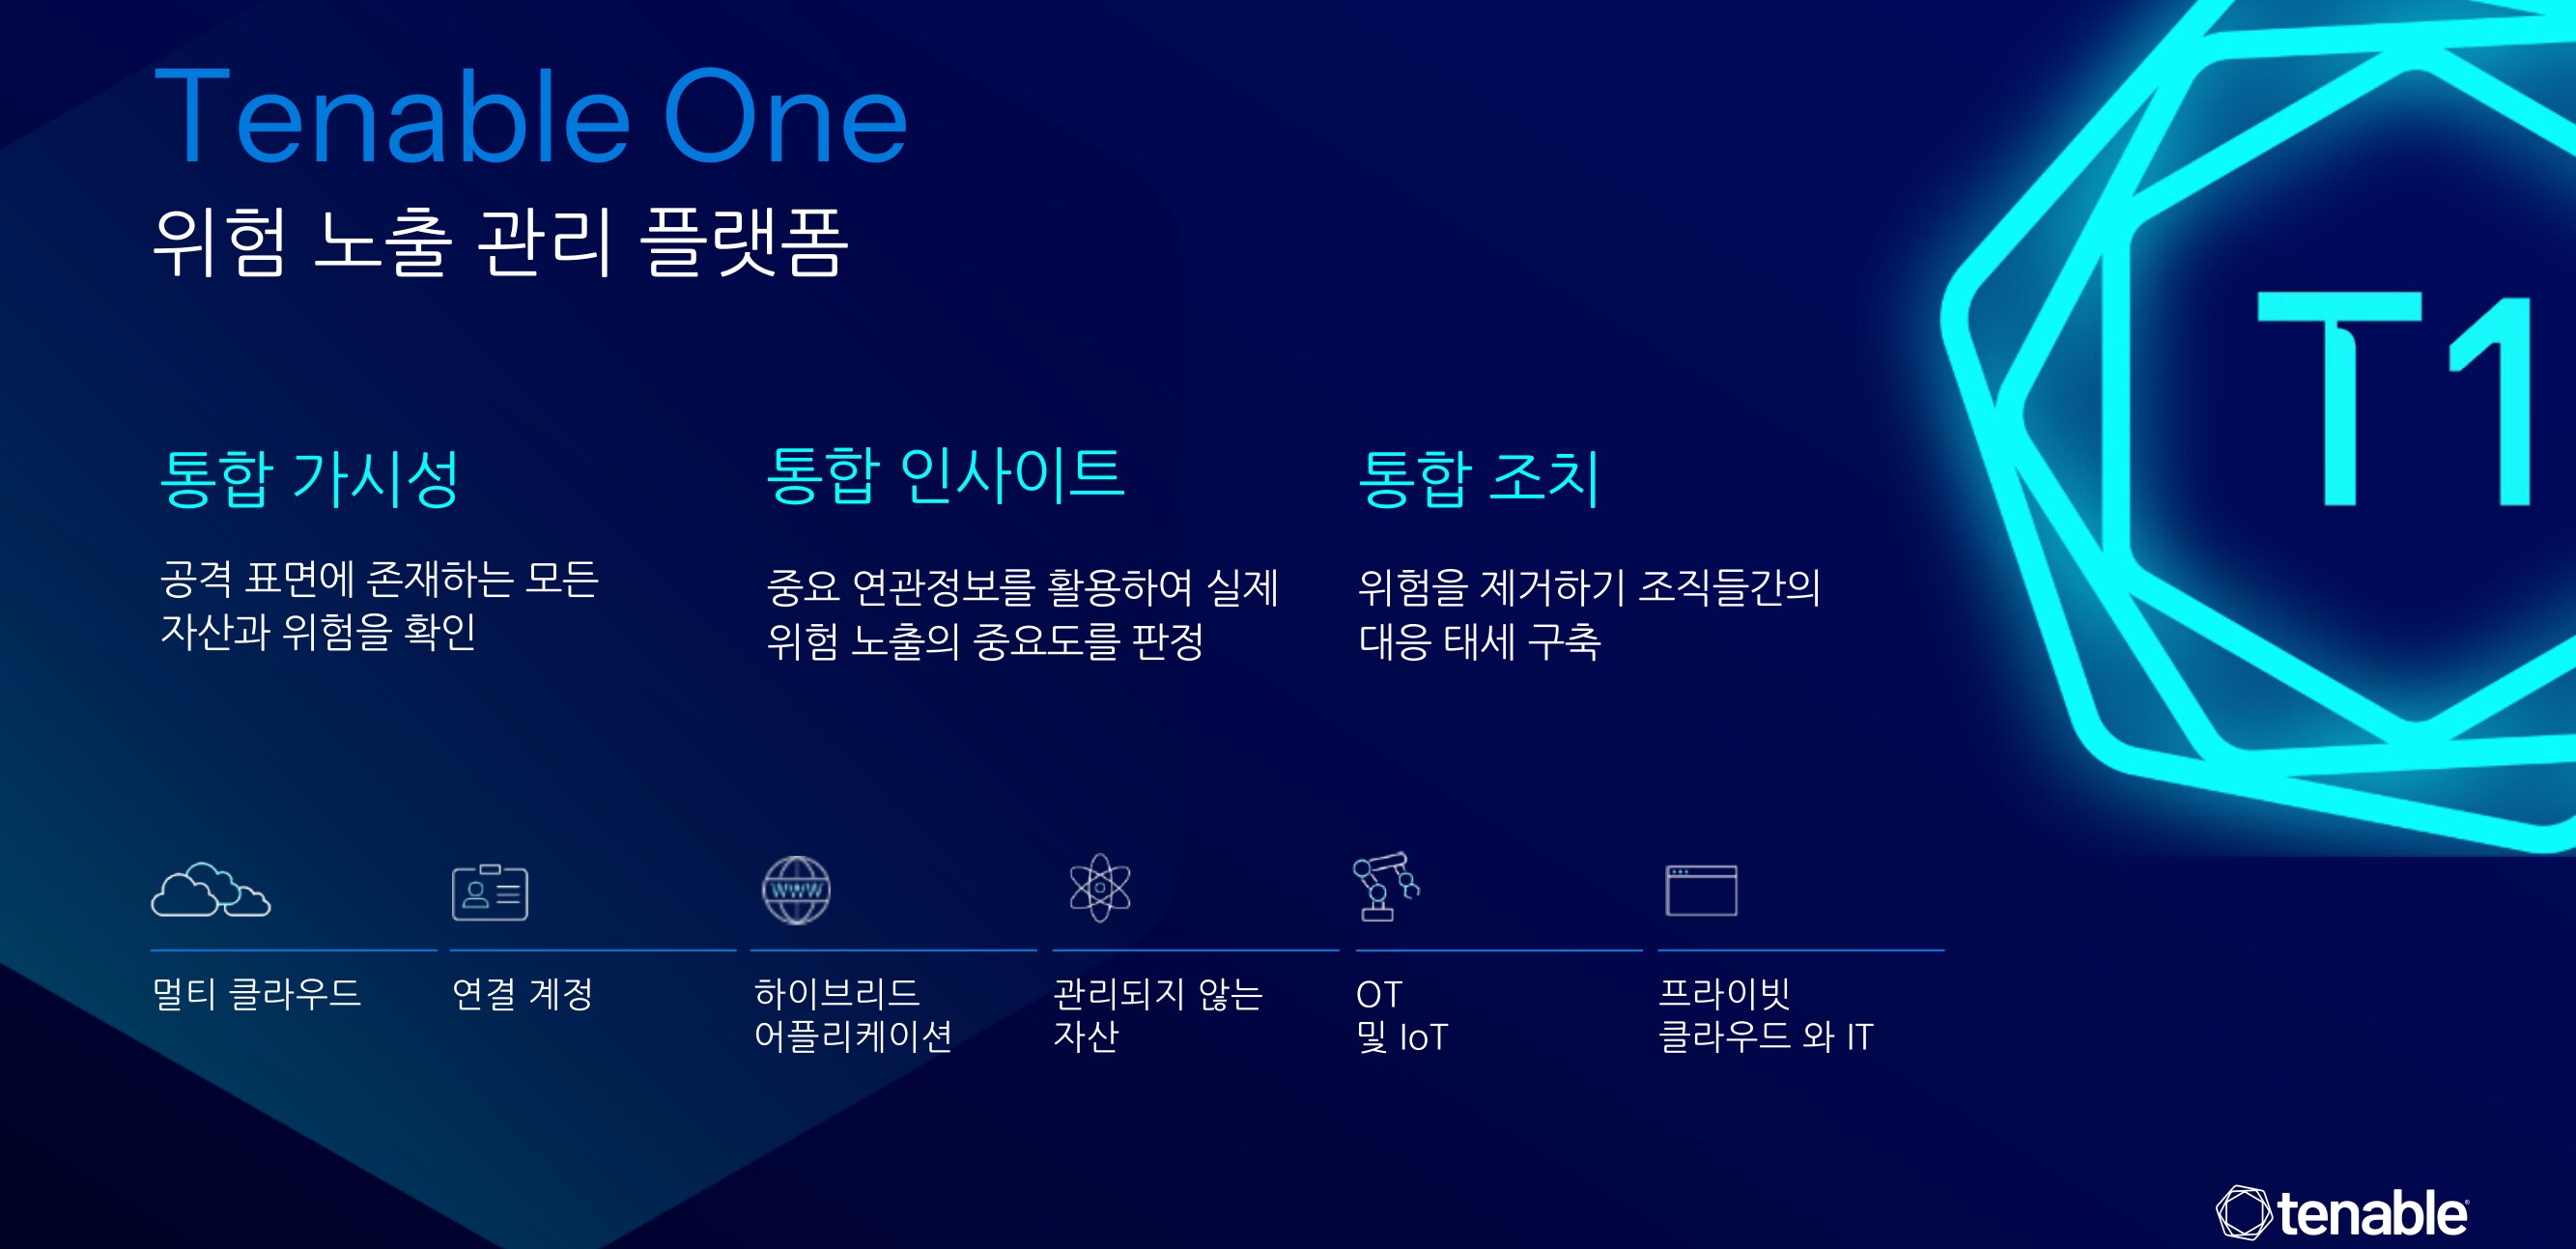 Tenable One
위험 노출 관리 플랫폼
T1
통합 가시성
공격 표면에 존재하는 모든
자산과 위험을 확인
통합 인사이트
중요 연관정보를 활용하여 실제
위험 노출의 중요도를 판정
통합 조치
위험을 제거하기 조직들간의
대응 태세 구축
멀티 클라우드
연결 계정
WWW
하이브리드
어플리케이션
관리되지 않는
자산
OT
및 IoT
프라이빗
클라우드 와 IT
tenable®